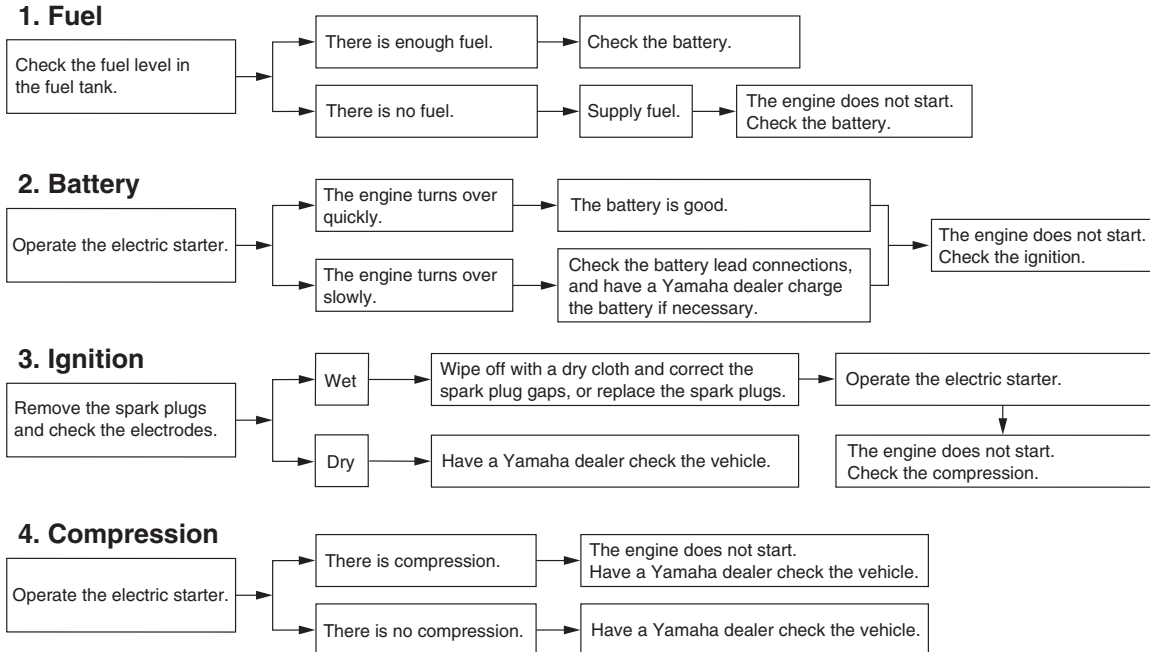 1. Fuel
Check the fuel level in
the fuel tank.
There is enough fuel.
Check the battery.
There is no fuel.
Supply fuel.
The engine does not start.
Check the battery.
2. Battery
Operate the electric starter.
The engine turns over
quickly.
The battery is good.
The engine turns over
slowly.
Check the battery lead connections,
and have a Yamaha dealer charge
the battery if necessary.
The engine does not start.
Check the ignition.
3. Ignition
Remove the spark plugs
and check the electrodes.
Wet
Wipe off with a dry cloth and correct the
spark plug gaps, or replace the spark plugs.
Operate the electric starter.
Dry
Have a Yamaha dealer check the vehicle.
The engine does not start.
Check the compression.
4. Compression
Operate the electric starter.
There is compression.
The engine does not start.
Have a Yamaha dealer check the vehicle.
There is no compression.
Have a Yamaha dealer check the vehicle.